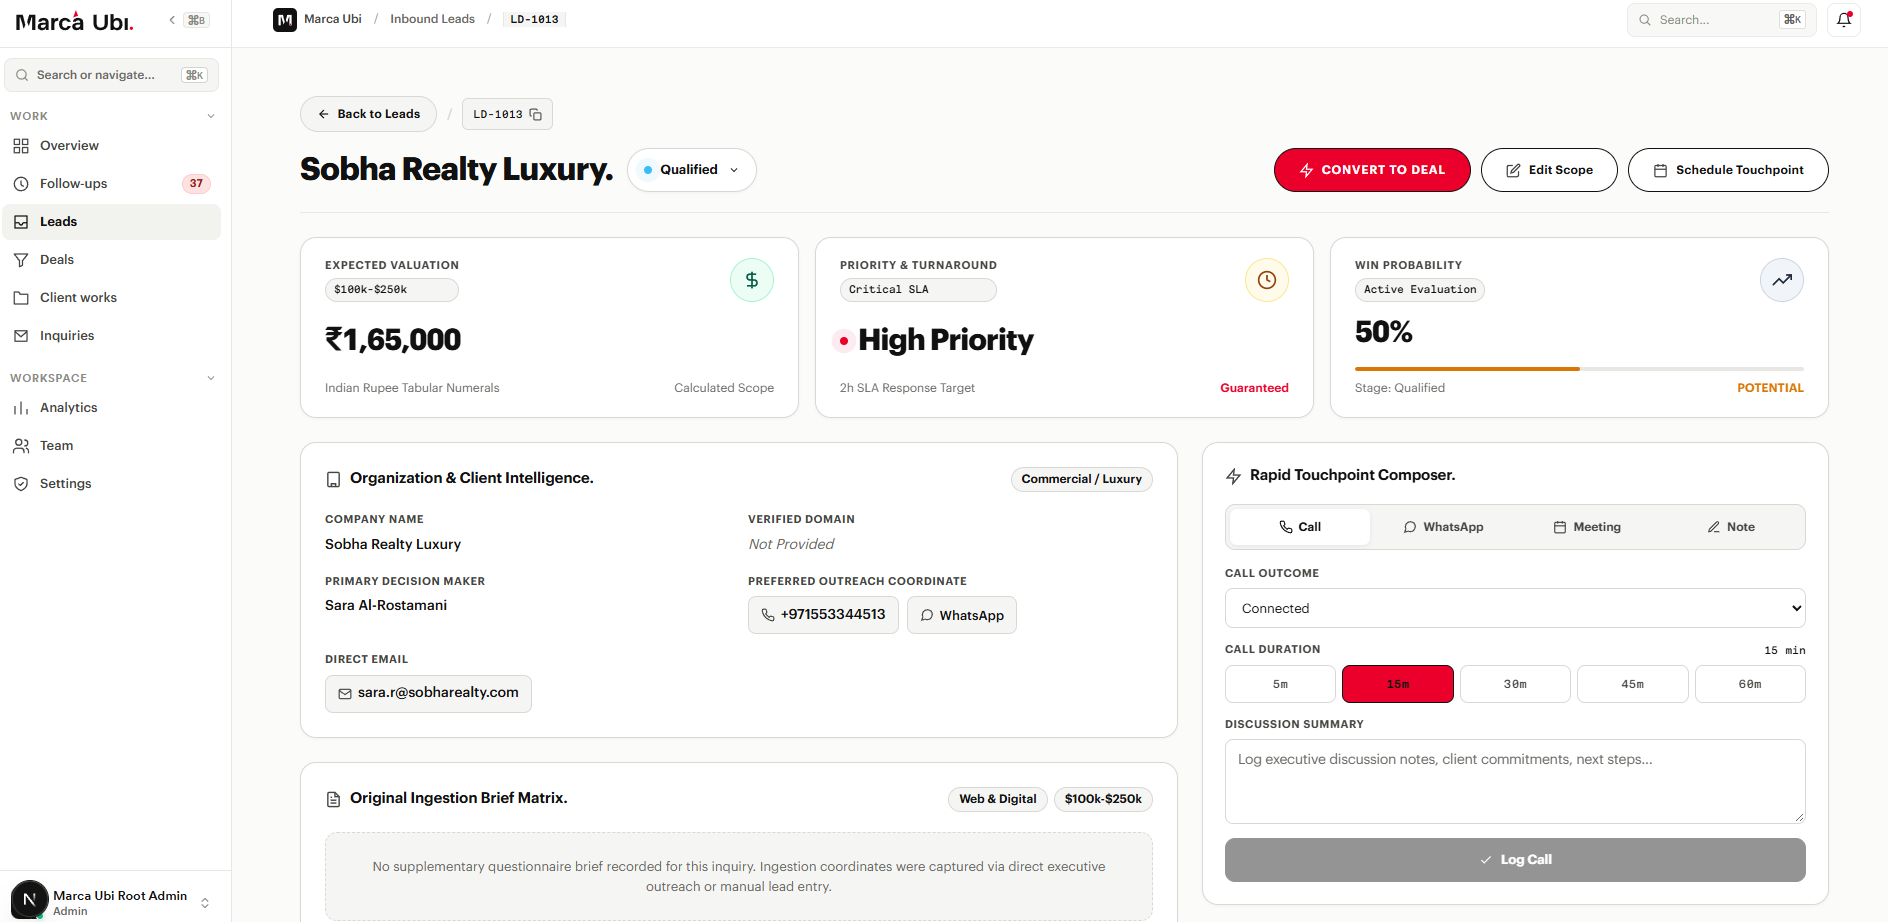 Marca Ubi.
⌘B
Marca Ubi / Inbound Leads / LD-1013
Search...
⌘K
Search or navigate...
⌘K
WORK
Overview
Follow-ups
37
Leads
Deals
Client works
Inquiries
WORKSPACE
Analytics
Team
Settings
Marca Ubi Root Admin
Admin
N
Back to Leads / LD-1013
Sobha Realty Luxury.
Qualified
CONVERT TO DEAL
Edit Scope
Schedule Touchpoint
EXPECTED VALUATION
$100k-$250k
₹1,65,000
Indian Rupee Tabular Numerals
Calculated Scope
PRIORITY & TURNAROUND
Critical SLA
High Priority
2h SLA Response Target
Guaranteed
WIN PROBABILITY
Active Evaluation
50%
Stage: Qualified
POTENTIAL
Organization & Client Intelligence.
Commercial / Luxury
COMPANY NAME
Sobha Realty Luxury
VERIFIED DOMAIN
Not Provided
PRIMARY DECISION MAKER
Sara Al-Rostamani
PREFERRED OUTREACH COORDINATE
+971553344513
WhatsApp
DIRECT EMAIL
sara.r@sobharealty.com
Original Ingestion Brief Matrix.
Web & Digital
$100k-$250k
No supplementary questionnaire brief recorded for this inquiry. Ingestion coordinates were captured via direct executive
outreach or manual lead entry.
Rapid Touchpoint Composer.
Call
WhatsApp
Meeting
Note
CALL OUTCOME
Connected
CALL DURATION
15 min
5m
15m
30m
45m
60m
DISCUSSION SUMMARY
Log executive discussion notes, client commitments, next steps...
Log Call